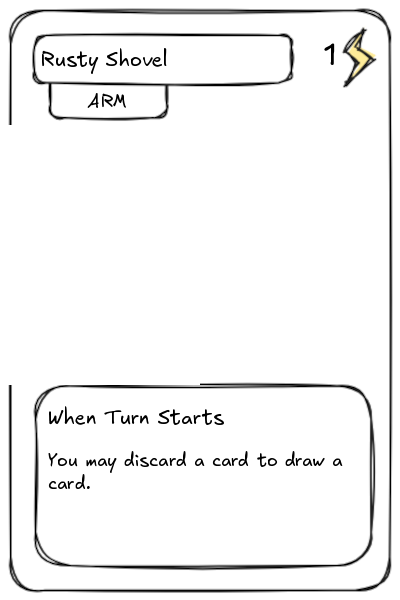 Rusty Shovel
1
ARM
When Turn Starts
You may discard a card to draw a
card.